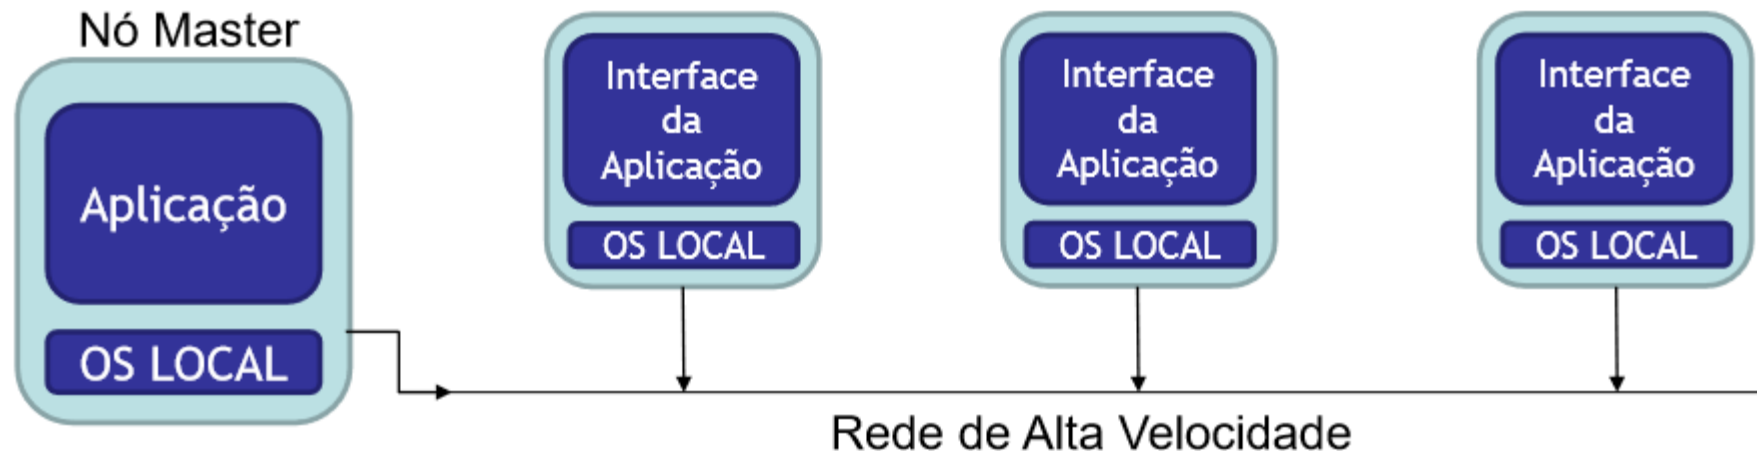 Nó Master
Aplicação
OS LOCAL
Interface
da
Aplicação
OS LOCAL
Interface
da
Aplicação
OS LOCAL
Interface
da
Aplicação
OS LOCAL
Rede de Alta Velocidade